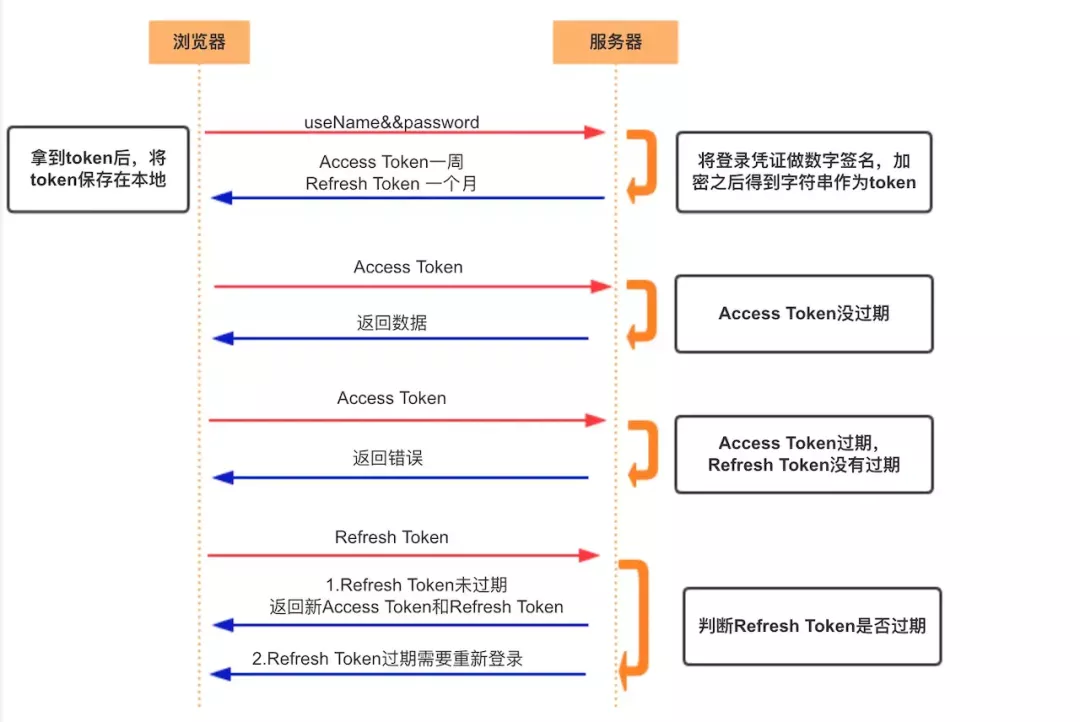 浏览器
服务器
useName&&password
拿到token后，将
token保存在本地
Access Token一周
Refresh Token 一个月
将登录凭证做数字签名，加
密之后得到字符串作为token
Access Token
返回数据
Access Token没过期
Access Token
返回错误
Access Token过期，
Refresh Token没有过期
Refresh Token
1.Refresh Token未过期
返回新Access Token和Refresh Token
判断Refresh Token是否过期
2.Refresh Token过期需要重新登录